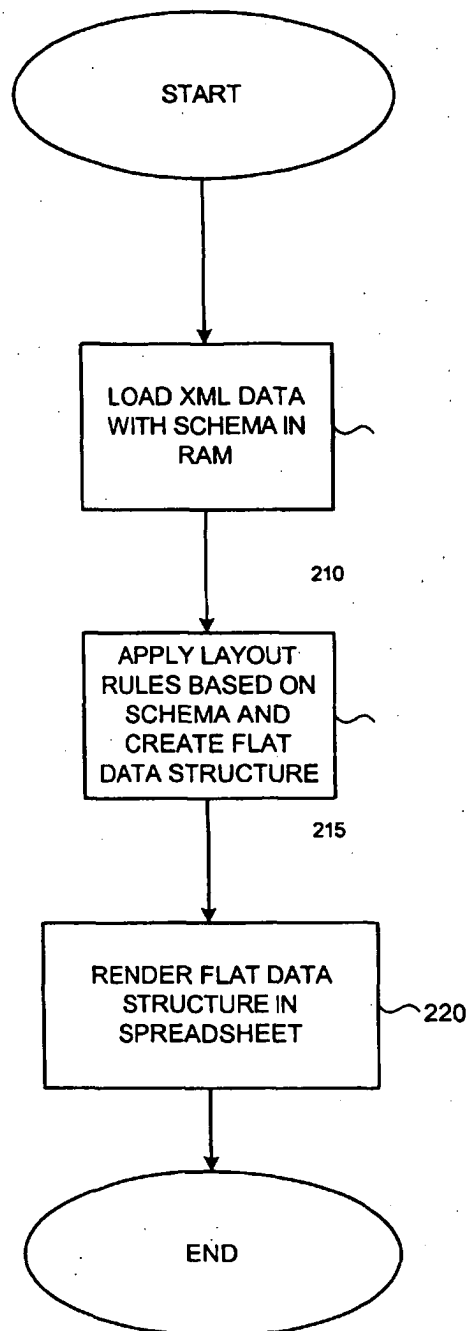 START
LOAD XML DATA
WITH SCHEMA IN
RAM
210
APPLY LAYOUT
RULES BASED ON
SCHEMA AND
CREATE FLAT
DATA STRUCTURE
215
RENDER FLAT DATA
STRUCTURE IN
SPREADSHEET
220
END